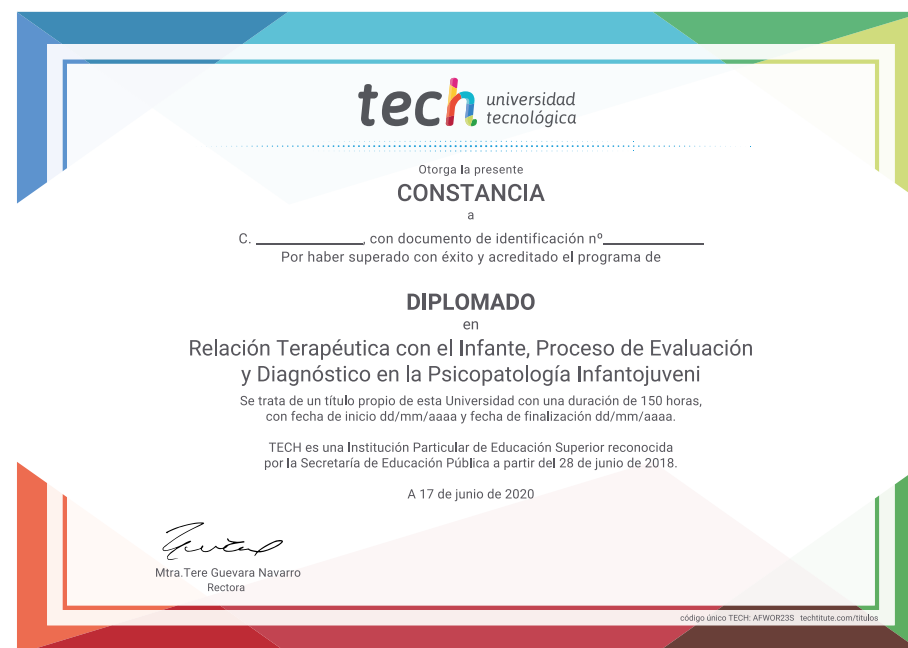 tech universidad
tecnológica
Otorga la presente
CONSTANCIA
a
C. ____________, con documento de identificación nº____________
Por haber superado con éxito y acreditado el programa de
DIPLOMADO
en
Relación Terapéutica con el Infante, Proceso de Evaluación
y Diagnóstico en la Psicopatología Infantojuveni
Se trata de un título propio de esta Universidad con una duración de 150 horas,
con fecha de inicio dd/mm/aaaa y fecha de finalización dd/mm/aaaa.
TECH es una Institución Particular de Educación Superior reconocida
por la Secretaría de Educación Pública a partir del 28 de junio de 2018.
A 17 de junio de 2020
Mtra.Tere Guevara Navarro
Rectora
código único TECH: AFWOR23S techtitute.com/titulos